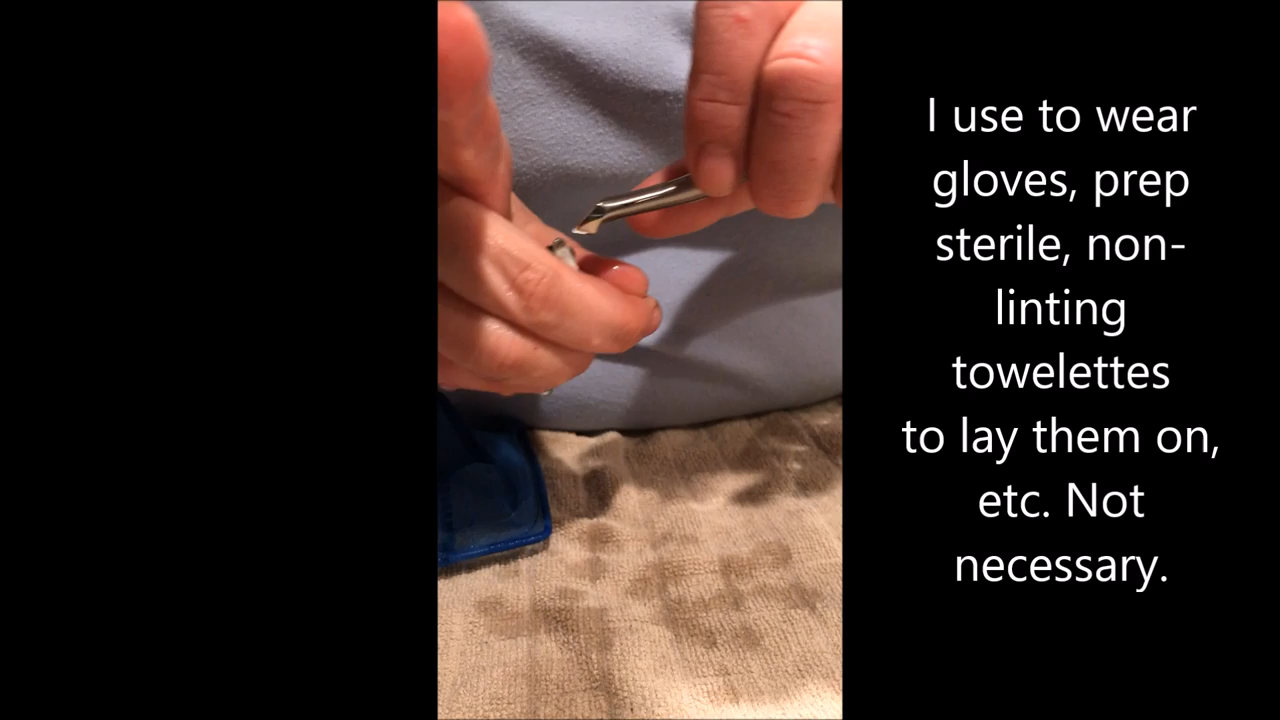 I use to wear
gloves, prep
sterile, non-
linting
towelettes
to lay them on,
etc. Not
necessary.